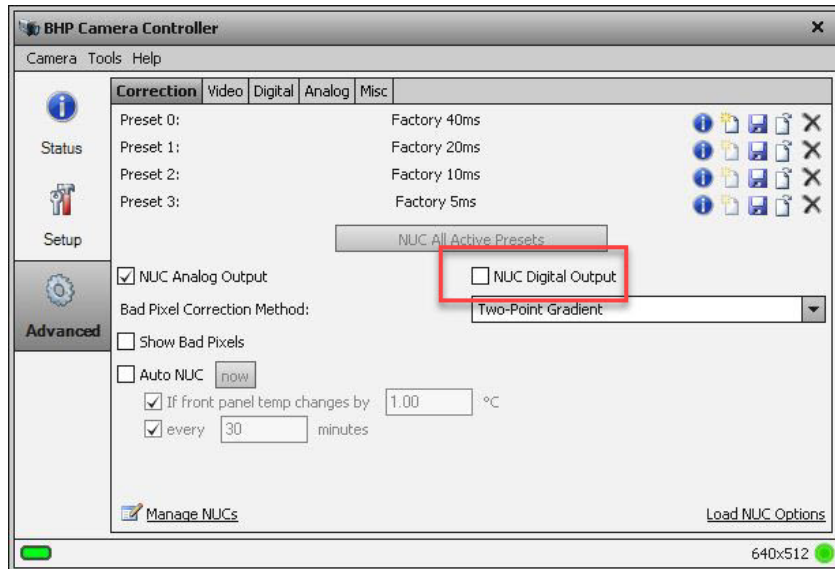 BHP Camera Controller
Camera Tools Help
Correction Video Digital Analog Misc
Status
Setup
Advanced
Preset 0: Factory 40ms
Preset 1: Factory 20ms
Preset 2: Factory 10ms
Preset 3: Factory 5ms
NUC All Active Presets
NUC Analog Output NUC Digital Output
Bad Pixel Correction Method: Two-Point Gradient
Show Bad Pixels
Auto NUC now
If front panel temp changes by 1.00 °C
every 30 minutes
Manage NUCs Load NUC Options
640x512